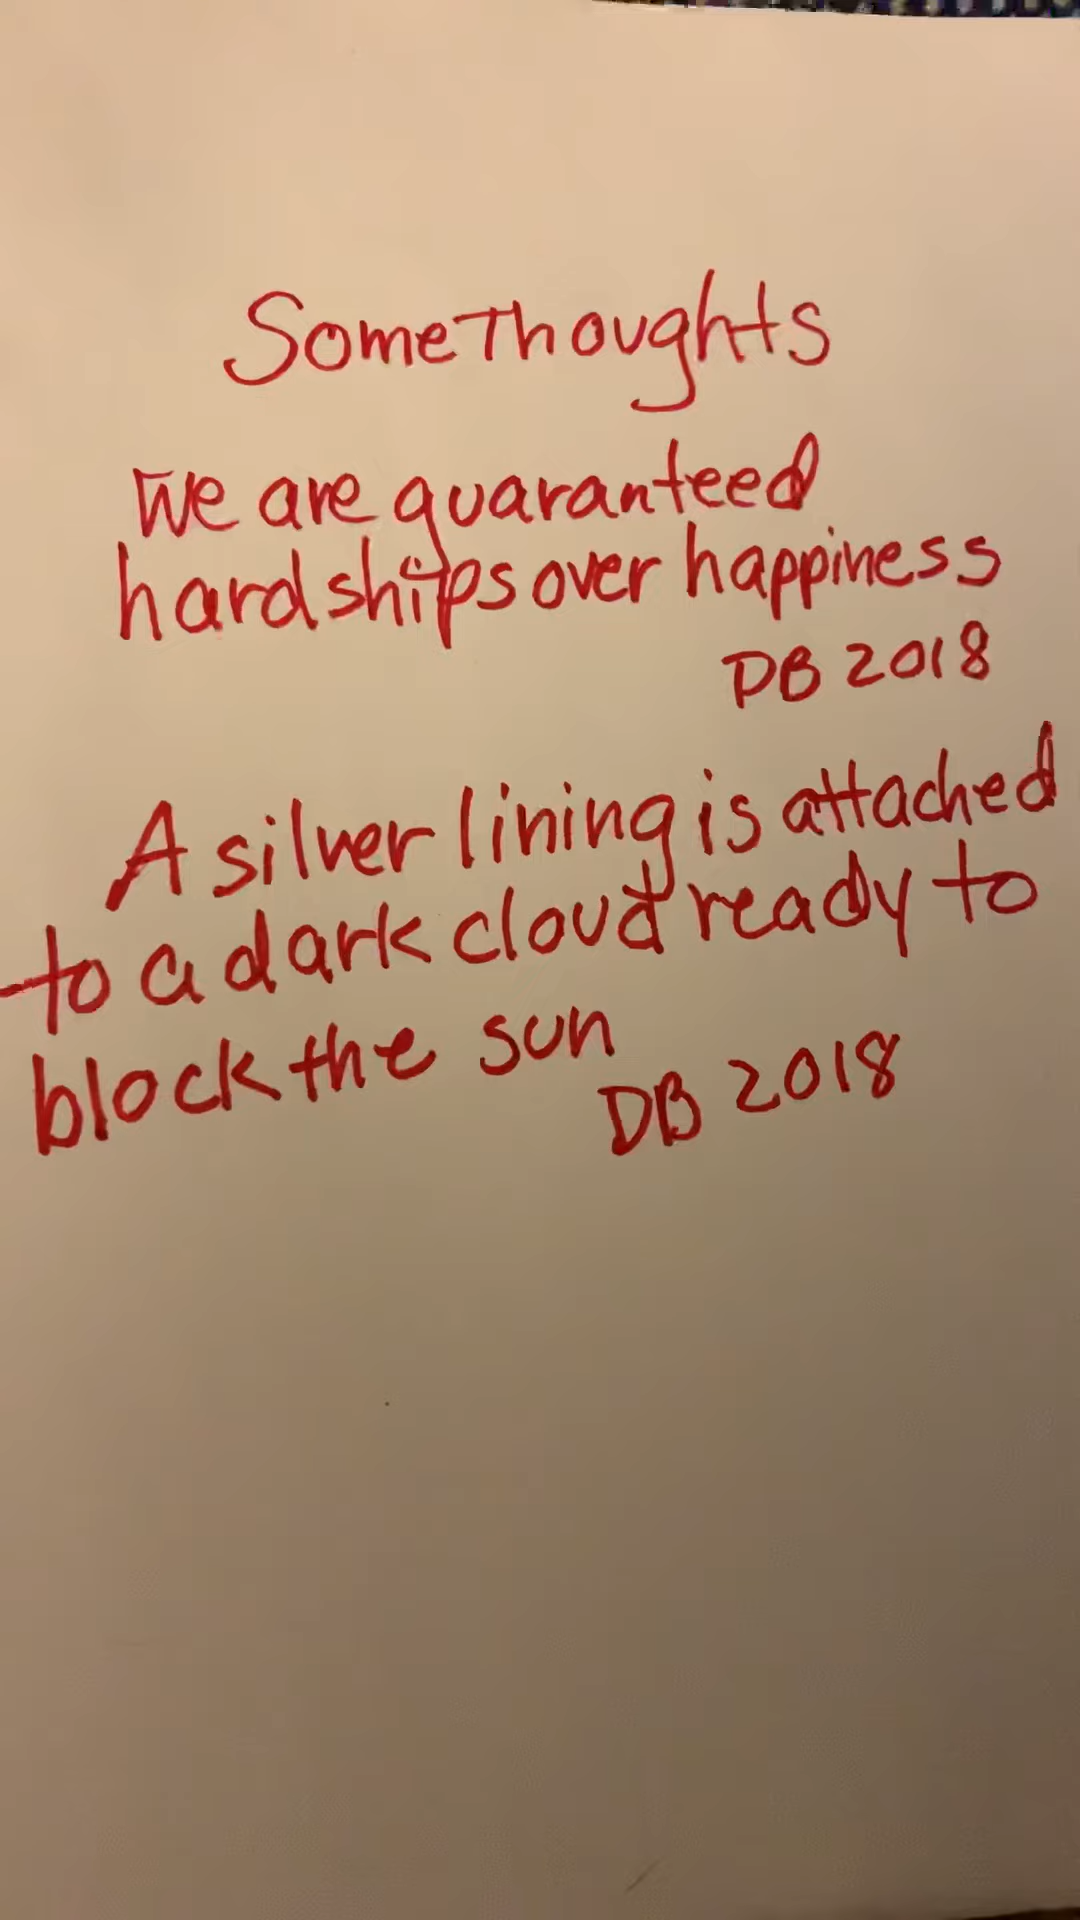 Some Thoughts
We are guaranteed
hardships over happiness
DB 2018
A silver lining is attached
to a dark cloud ready to
block the sun
DB 2018